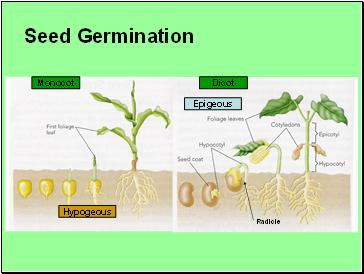 Seed Germination
Monocot
Dicot
Epigeous
First foliage
leaf
Foliage leaves
Cotyledons
Epicotyl
Hypocotyl
Hypocotyl
Seed coat
Hypogeous
Radicle